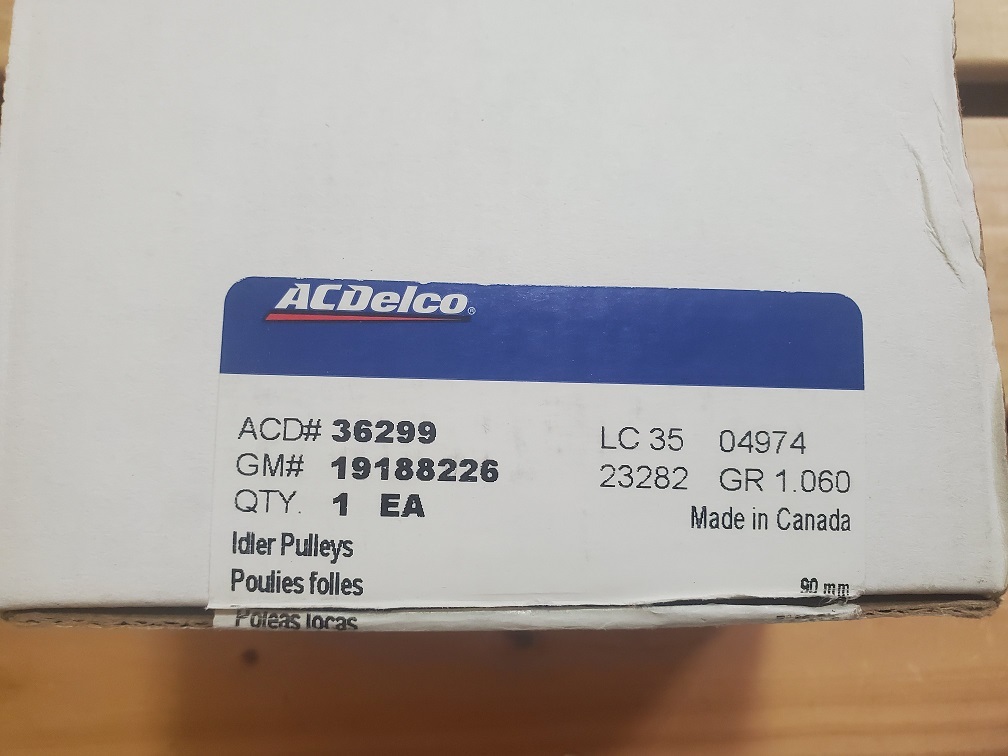 ACDelco®
ACD# 36299
GM# 19188226
QTY. 1 EA
LC 35 04974
23282 GR 1.060
Made in Canada
Idler Pulleys
Poulies folles
90 mm
Poleas locas